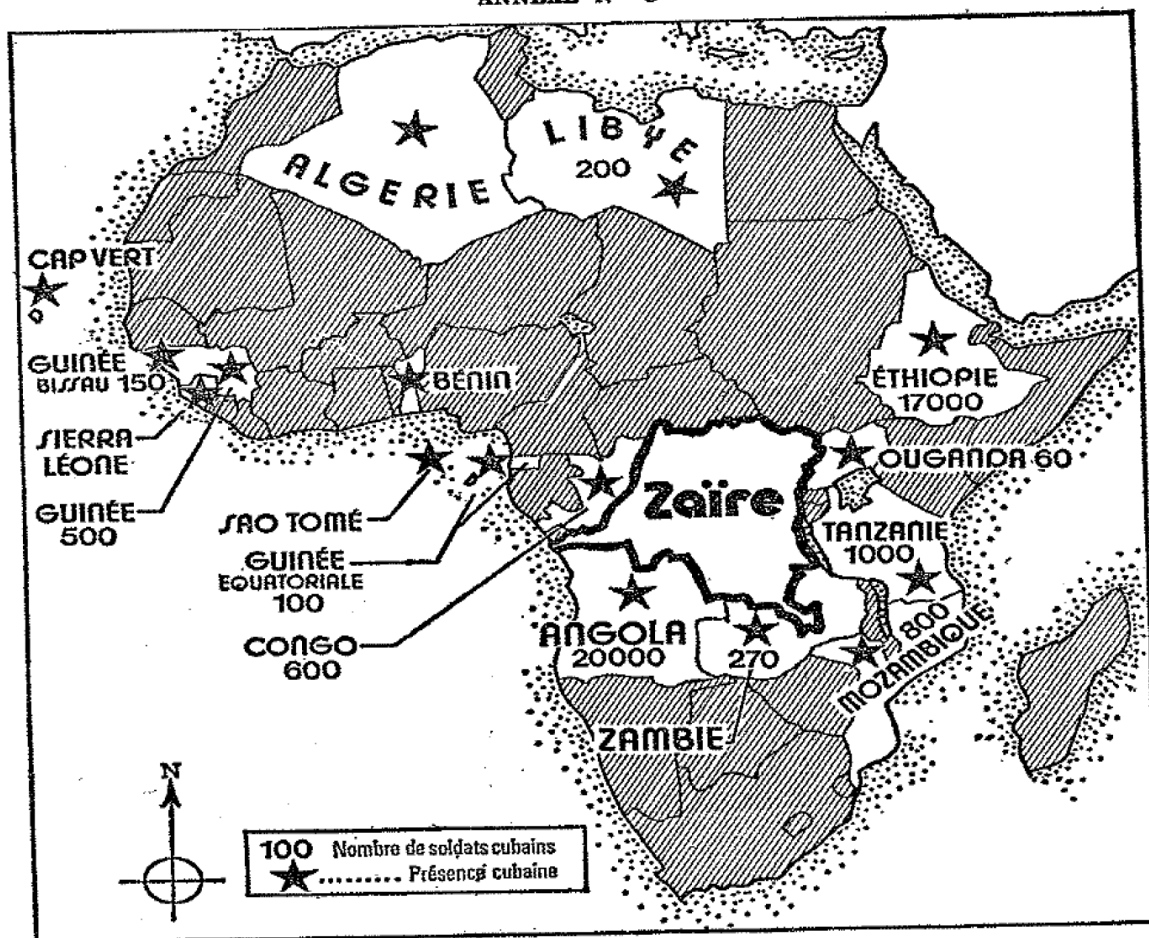 ALGERIE
LIBYE
200
CAP VERT
GUINÉE
BISSAU 150
BÉNIN
ÉTHIOPIE
17000
SIERRA
LÉONE
OUGANDA 60
GUINÉE
500
SAO TOMÉ
Zaïre
TANZANIE
1000
GUINÉE
EQUATORIALE
100
CONGO
600
ANGOLA
20000
270
800
MOZAMBIQUE
ZAMBIE
N
100 Nombre de soldats cubains
........ Présence cubaine